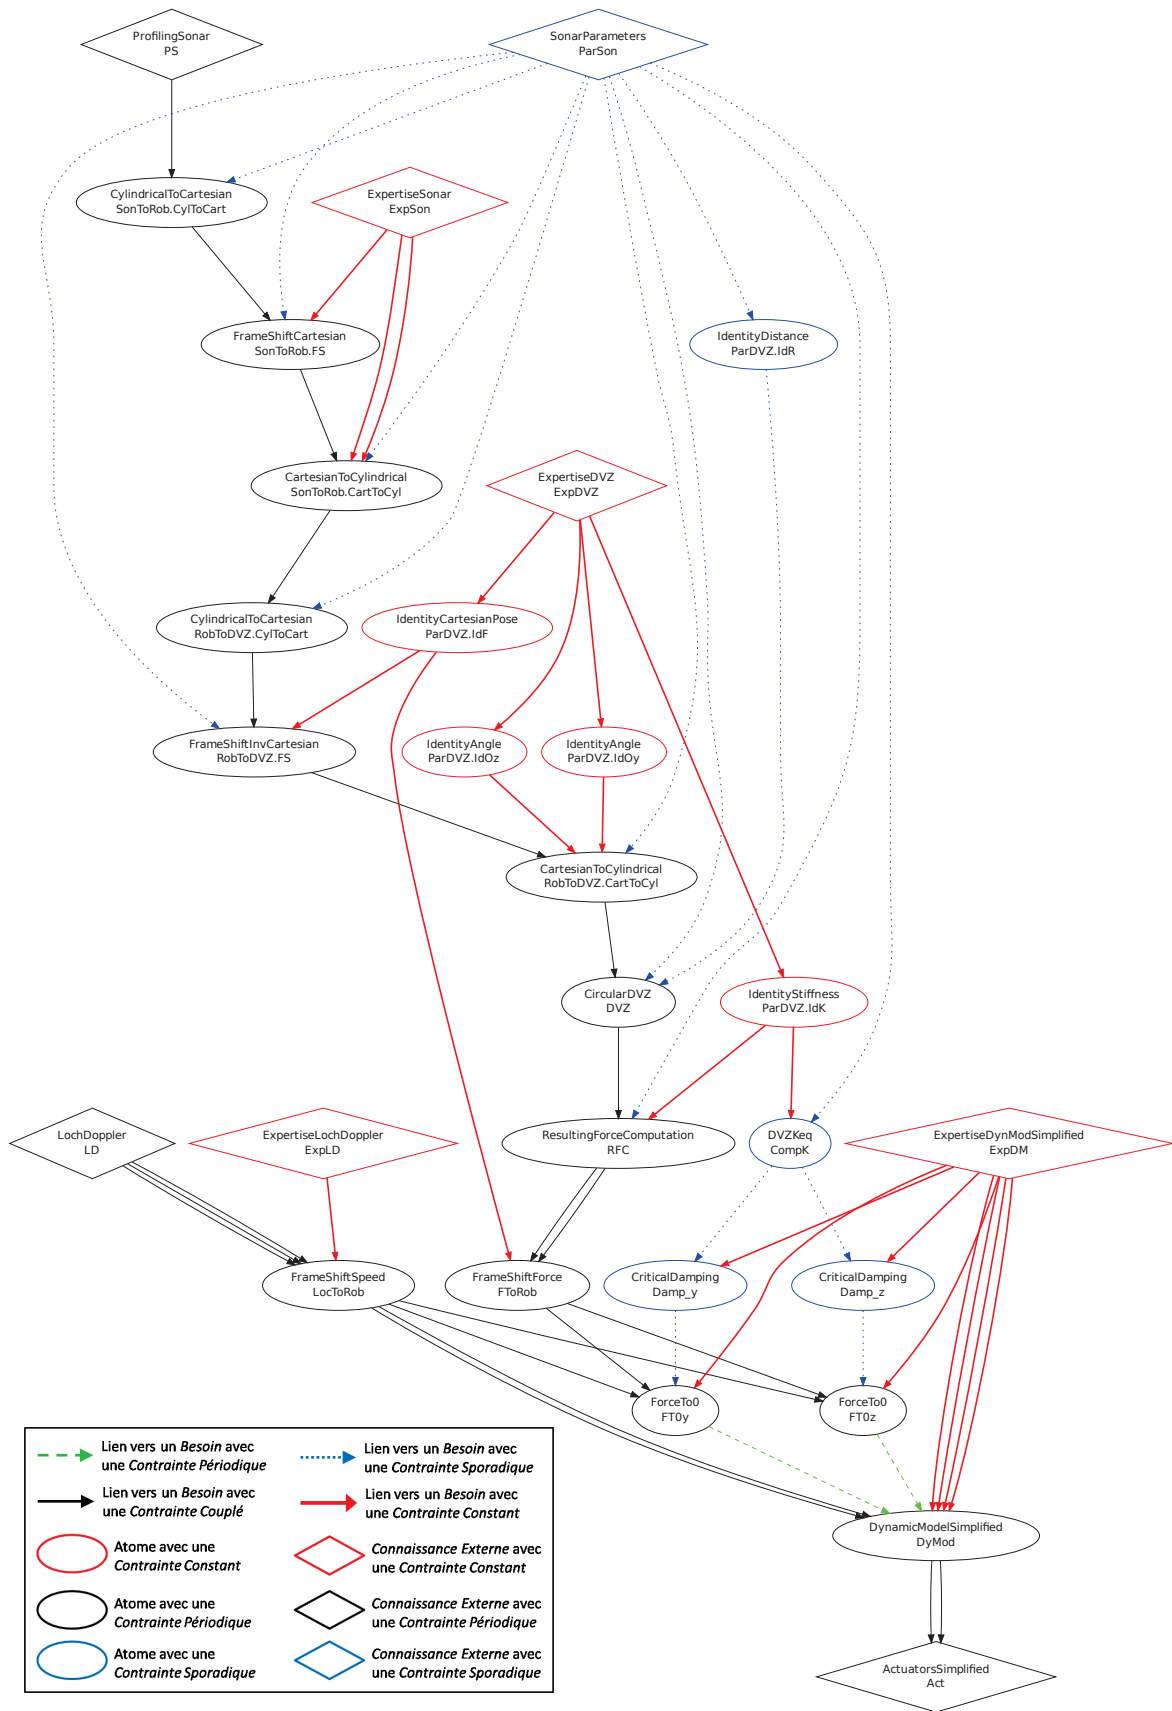 ProfilingSonar
PS
SonarParameters
ParSon
CylindricalToCartesian
SonToRob.CylToCart
ExpertiseSonar
ExpSon
FrameShiftCartesian
SonToRob.FS
IdentityDistance
ParDVZ.IdR
CartesianToCylindrical
SonToRob.CartToCyl
ExpertiseDVZ
ExpDVZ
CylindricalToCartesian
RobToDVZ.CylToCart
IdentityCartesianPose
ParDVZ.IdF
FrameShiftInvCartesian
RobToDVZ.FS
IdentityAngle
ParDVZ.IdOz
IdentityAngle
ParDVZ.IdOy
CartesianToCylindrical
RobToDVZ.CartToCyl
CircularDVZ
DVZ
IdentityStiffness
ParDVZ.IdK
LochDoppler
LD
ExpertiseLochDoppler
ExpLD
ResultingForceComputation
RFC
DVZKeq
CompK
ExpertiseDynModSimplified
ExpDM
FrameShiftSpeed
LocToRob
FrameShiftForce
FToRob
CriticalDamping
Damp_y
CriticalDamping
Damp_z
ForceTo0
FT0y
ForceTo0
FT0z
DynamicModelSimplified
DyMod
ActuatorsSimplified
Act
Lien vers un Besoin avec
une Contrainte Périodique
Lien vers un Besoin avec
une Contrainte Sporadique
Lien vers un Besoin avec
une Contrainte Couplé
Lien vers un Besoin avec
une Contrainte Constant
Atome avec une
Contrainte Constant
Connaissance Externe avec
une Contrainte Constant
Atome avec une
Contrainte Périodique
Connaissance Externe avec
une Contrainte Périodique
Atome avec une
Contrainte Sporadique
Connaissance Externe avec
une Contrainte Sporadique